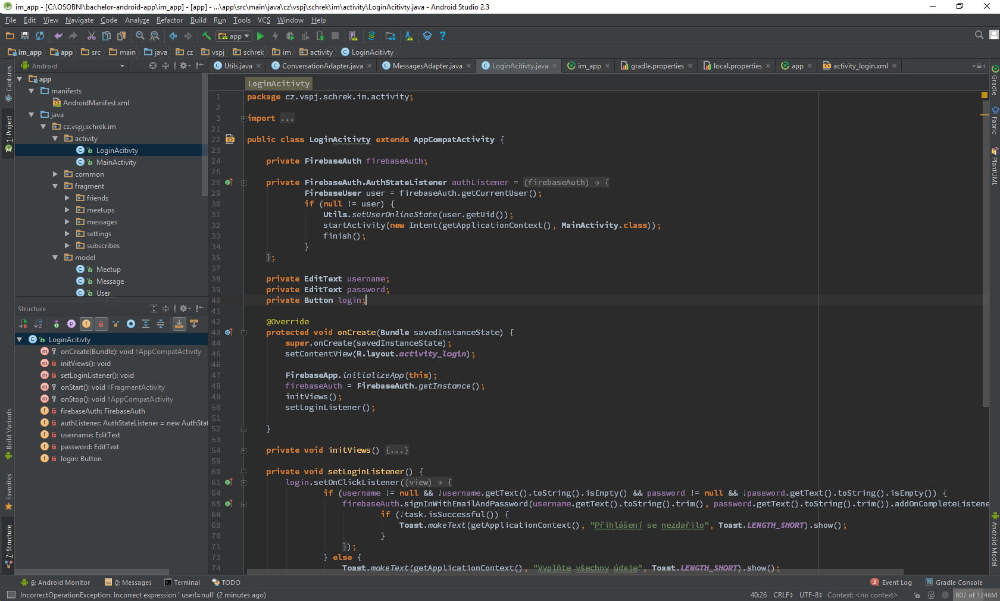 im_app - [C:\OSOBNI\bachelor-android-app\im_app] - [app] - ...\app\src\main\java\cz\vspj\schrek\im\activity\LoginAcitivty.java - Android Studio 2.3
File Edit View Navigate Code Analyze Refactor Build Run Tools VCS Window Help
app
im_app app src main java cz vspj schrek im activity LoginAcitivty
Android
Utils.java ConversationAdapter.java MessagesAdapter.java LoginAcitivty.java im_app gradle.properties local.properties app activity_login.xml
Captures
1: Project
Build Variants
Favorites
7: Structure
app
manifests
AndroidManifest.xml
java
cz.vspj.schrek.im
activity
LoginAcitivty
MainActivity
common
fragment
friends
meetups
messages
settings
subscribes
model
Meetup
Message
User
Structure
LoginAcitivty
onCreate(Bundle): void ↑AppCompatActivity
initViews(): void
setLoginListener(): void
onStart(): void ↑FragmentActivity
onStop(): void ↑AppCompatActivity
firebaseAuth: FirebaseAuth
authListener: AuthStateListener = new AuthStat
username: EditText
password: EditText
login: Button
LoginAcitivty
1 package cz.vspj.schrek.im.activity;
2
3 import ...
21
22 public class LoginAcitivty extends AppCompatActivity {
23
24 private FirebaseAuth firebaseAuth;
25
26 private FirebaseAuth.AuthStateListener authListener = (firebaseAuth) → {
29 FirebaseUser user = firebaseAuth.getCurrentUser();
30 if (null != user) {
31 Utils.setUserOnlineState(user.getUid());
32 startActivity(new Intent(getApplicationContext(), MainActivity.class));
33 finish();
34 }
35 };
37
38 private EditText username;
39 private EditText password;
40 private Button login;
41
42 @Override
43 protected void onCreate(Bundle savedInstanceState) {
44 super.onCreate(savedInstanceState);
45 setContentView(R.layout.activity_login);
46
47 FirebaseApp.initializeApp(this);
48 firebaseAuth = FirebaseAuth.getInstance();
49 initViews();
50 setLoginListener();
51
52 }
53
54 private void initViews() {...}
59
60 private void setLoginListener() {
61 login.setOnClickListener((view) → {
64 if (username != null && !username.getText().toString().isEmpty() && password != null && !password.getText().toString().isEmpty()) {
65 firebaseAuth.signInWithEmailAndPassword(username.getText().toString().trim(), password.getText().toString().trim()).addOnCompleteListene
68 if (!task.isSuccessful()) {
69 Toast.makeText(getApplicationContext(), "Přihlášení se nezdařilo", Toast.LENGTH_SHORT).show();
70 }
71 });
73 } else {
74 Toast.makeText(getApplicationContext(), "Vyplňte všechny údaje", Toast.LENGTH_SHORT).show();
Gradle
Fabric
PlantUML
Android Model
6: Android Monitor 0: Messages Terminal TODO 3 Event Log Gradle Console
IncorrectOperationException: Incorrect expression ' user!=null' (2 minutes ago) 40:26 CRLF UTF-8 Context: <no context> 807 of 1246M